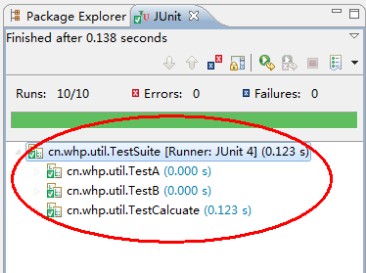 Package Explorer JUnit
Finished after 0.138 seconds
Runs: 10/10 Errors: 0 Failures: 0
cn.whp.util.TestSuite [Runner: JUnit 4] (0.123 s)
cn.whp.util.TestA (0.000 s)
cn.whp.util.TestB (0.000 s)
cn.whp.util.TestCalcuate (0.123 s)